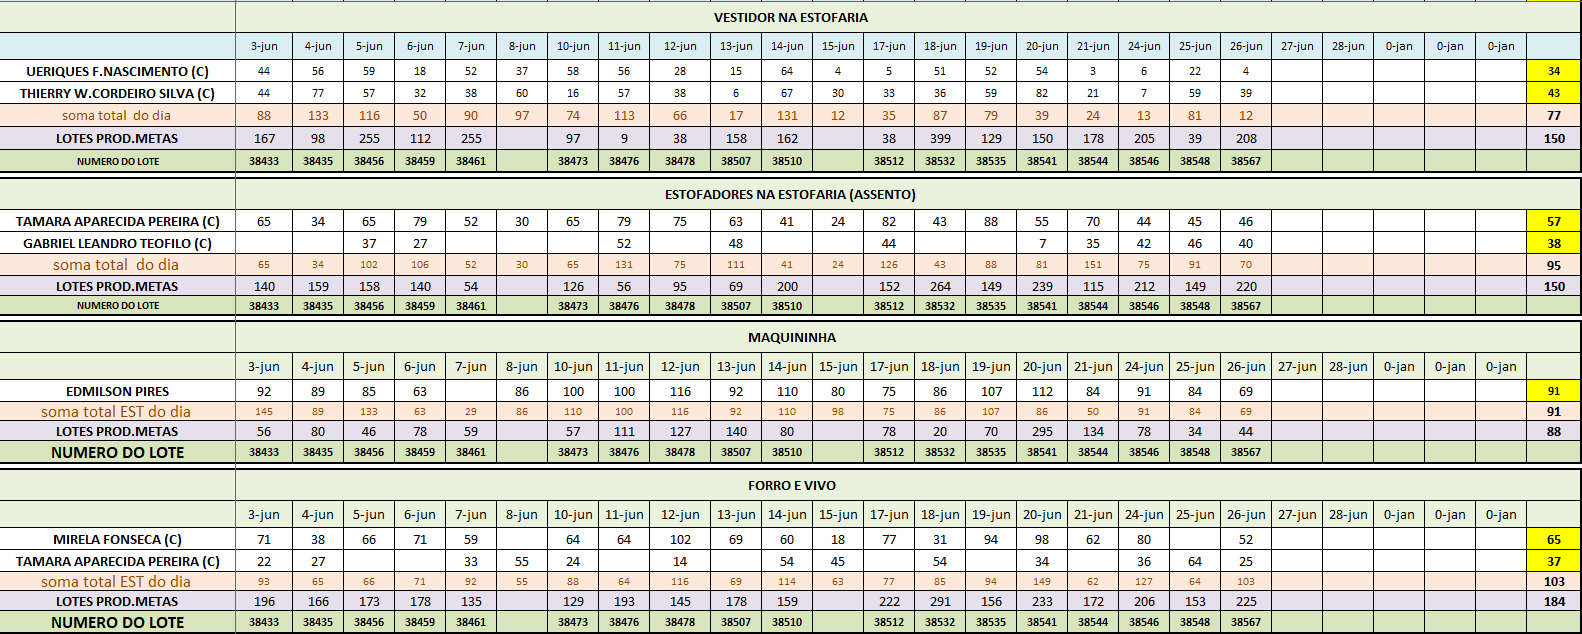 VESTIDOR NA ESTOFARIA
3-jun 4-jun 5-jun 6-jun 7-jun 8-jun 10-jun 11-jun 12-jun 13-jun 14-jun 15-jun 17-jun 18-jun 19-jun 20-jun 21-jun 24-jun 25-jun 26-jun 27-jun 28-jun 0-jan 0-jan 0-jan
UERIQUES F.NASCIMENTO (C) 44 56 59 18 52 37 58 56 28 15 64 4 5 51 52 54 3 6 22 4 34
THIERRY W.CORDEIRO SILVA (C) 44 77 57 32 38 60 16 57 38 6 67 30 33 36 59 82 21 7 59 39 43
soma total do dia 88 133 116 50 90 97 74 113 66 17 131 12 35 87 79 39 24 13 81 12 77
LOTES PROD.METAS 167 98 255 112 255 97 9 38 158 162 38 399 129 150 178 205 39 208 150
NUMERO DO LOTE 38433 38435 38456 38459 38461 38473 38476 38478 38507 38510 38512 38532 38535 38541 38544 38546 38548 38567
ESTOFADORES NA ESTOFARIA (ASSENTO)
TAMARA APARECIDA PEREIRA (C) 65 34 65 79 52 30 65 79 75 63 41 24 82 43 88 55 70 44 45 46 57
GABRIEL LEANDRO TEOFILO (C) 37 27 52 48 44 7 35 42 46 40 38
soma total do dia 65 34 102 106 52 30 65 131 75 111 41 24 126 43 88 81 151 75 91 70 95
LOTES PROD.METAS 140 159 158 140 54 126 56 95 69 200 152 264 149 239 115 212 149 220 150
NUMERO DO LOTE 38433 38435 38456 38459 38461 38473 38476 38478 38507 38510 38512 38532 38535 38541 38544 38546 38548 38567
MAQUININHA
3-jun 4-jun 5-jun 6-jun 7-jun 8-jun 10-jun 11-jun 12-jun 13-jun 14-jun 15-jun 17-jun 18-jun 19-jun 20-jun 21-jun 24-jun 25-jun 26-jun 27-jun 28-jun 0-jan 0-jan 0-jan
EDMILSON PIRES 92 89 85 63 86 100 100 116 92 110 80 75 86 107 112 84 91 84 69 91
soma total EST do dia 145 89 133 63 29 86 110 100 116 92 110 98 75 86 107 86 50 91 84 69 91
LOTES PROD.METAS 56 80 46 78 59 57 111 127 140 80 78 20 70 295 134 78 34 44 88
NUMERO DO LOTE 38433 38435 38456 38459 38461 38473 38476 38478 38507 38510 38512 38532 38535 38541 38544 38546 38548 38567
FORRO E VIVO
3-jun 4-jun 5-jun 6-jun 7-jun 8-jun 10-jun 11-jun 12-jun 13-jun 14-jun 15-jun 17-jun 18-jun 19-jun 20-jun 21-jun 24-jun 25-jun 26-jun 27-jun 28-jun 0-jan 0-jan 0-jan
MIRELA FONSECA (C) 71 38 66 71 59 64 64 102 69 60 18 77 31 94 98 62 80 52 65
TAMARA APARECIDA PEREIRA (C) 22 27 33 55 24 14 54 45 54 34 36 64 25 37
soma total EST do dia 93 65 66 71 92 55 88 64 116 69 114 63 77 85 94 149 62 127 64 103 103
LOTES PROD.METAS 196 166 173 178 135 129 193 145 178 159 222 291 156 233 172 206 153 225 184
NUMERO DO LOTE 38433 38435 38456 38459 38461 38473 38476 38478 38507 38510 38512 38532 38535 38541 38544 38546 38548 38567